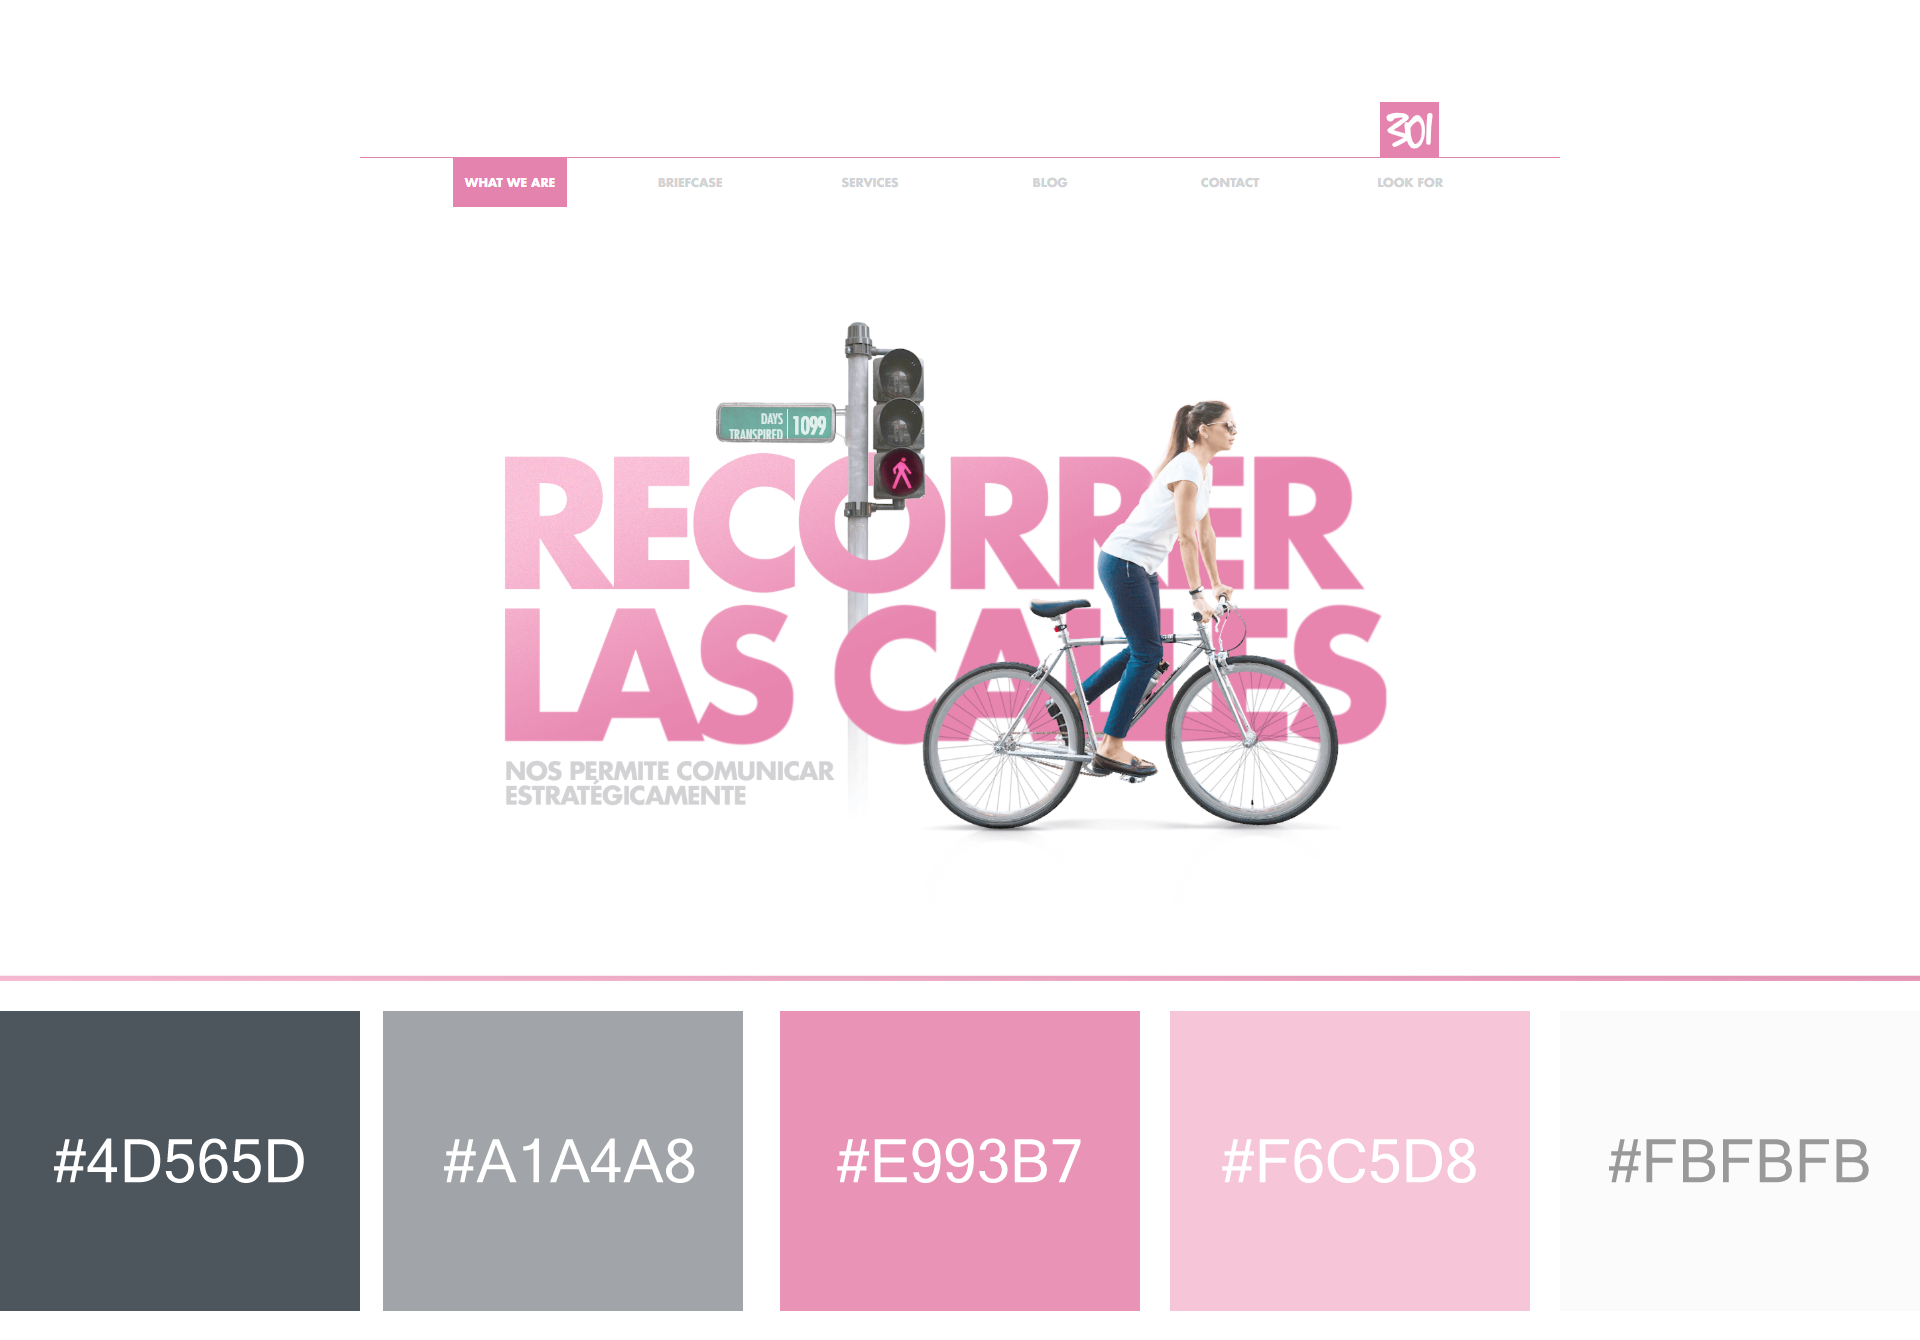 301
WHAT WE ARE
BRIEFCASE
SERVICES
BLOG
CONTACT
LOOK FOR
DAYS
TRANSPIRED
1099
RECORRER
LAS CALLES
NOS PERMITE COMUNICAR
ESTRATÉGICAMENTE
#4D565D
#A1A4A8
#E993B7
#F6C5D8
#FBFBFB